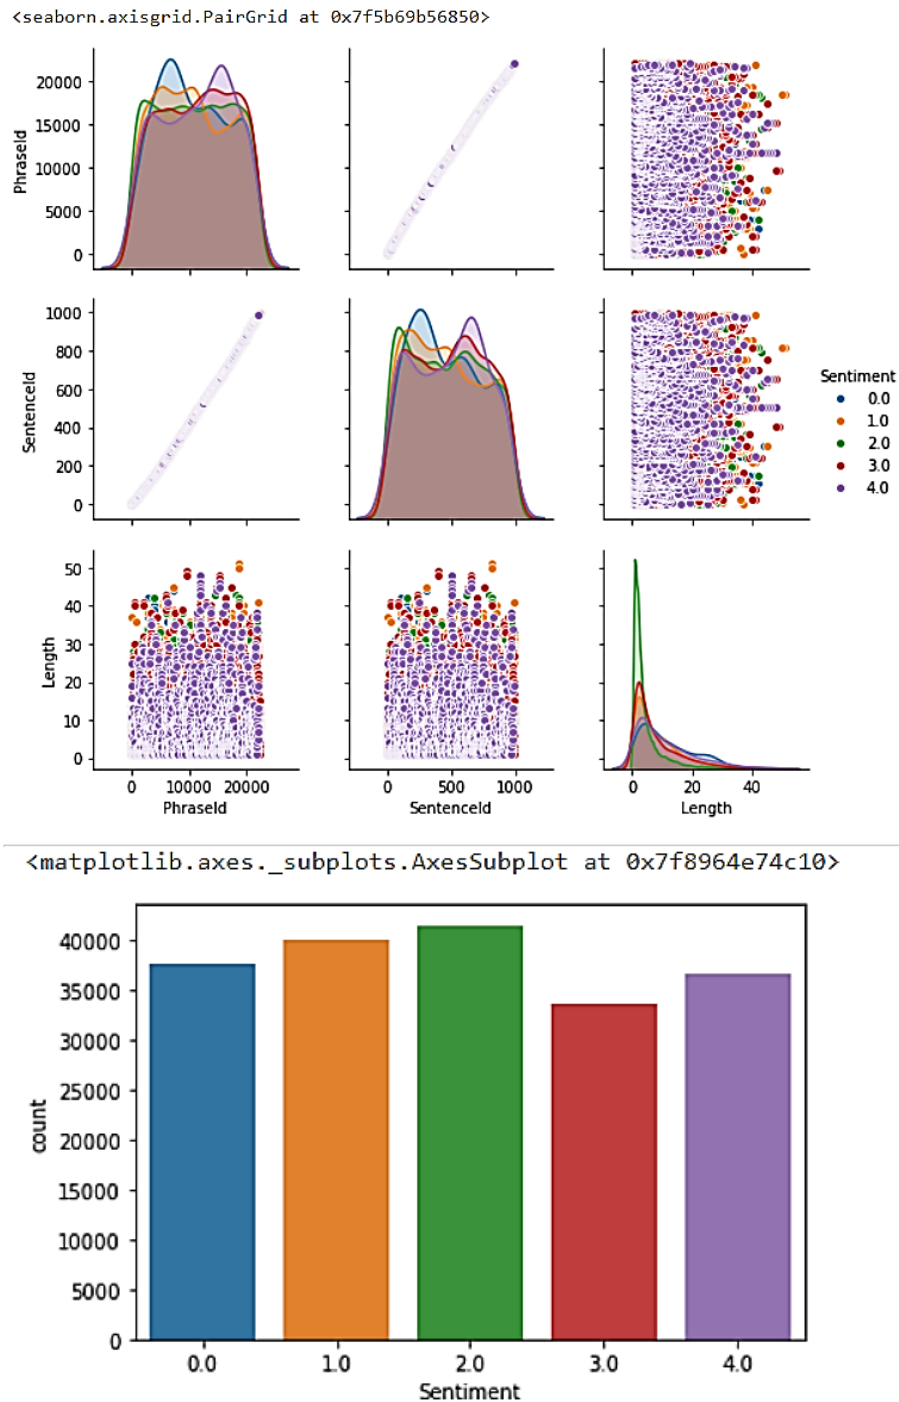 <seaborn.axisgrid.PairGrid at 0x7f5b69b56850>
20000
15000
10000
5000
0
PhraseId
1000
800
600
400
200
0
SentenceId
Sentiment
0.0
1.0
2.0
3.0
4.0
50
40
30
20
10
0
Length
0 10000 20000
PhraseId
0 500 1000
SentenceId
0 20 40
Length
<matplotlib.axes._subplots.AxesSubplot at 0x7f8964e74c10>
40000
35000
30000
25000
20000
15000
10000
5000
0
count
0.0 1.0 2.0 3.0 4.0
Sentiment